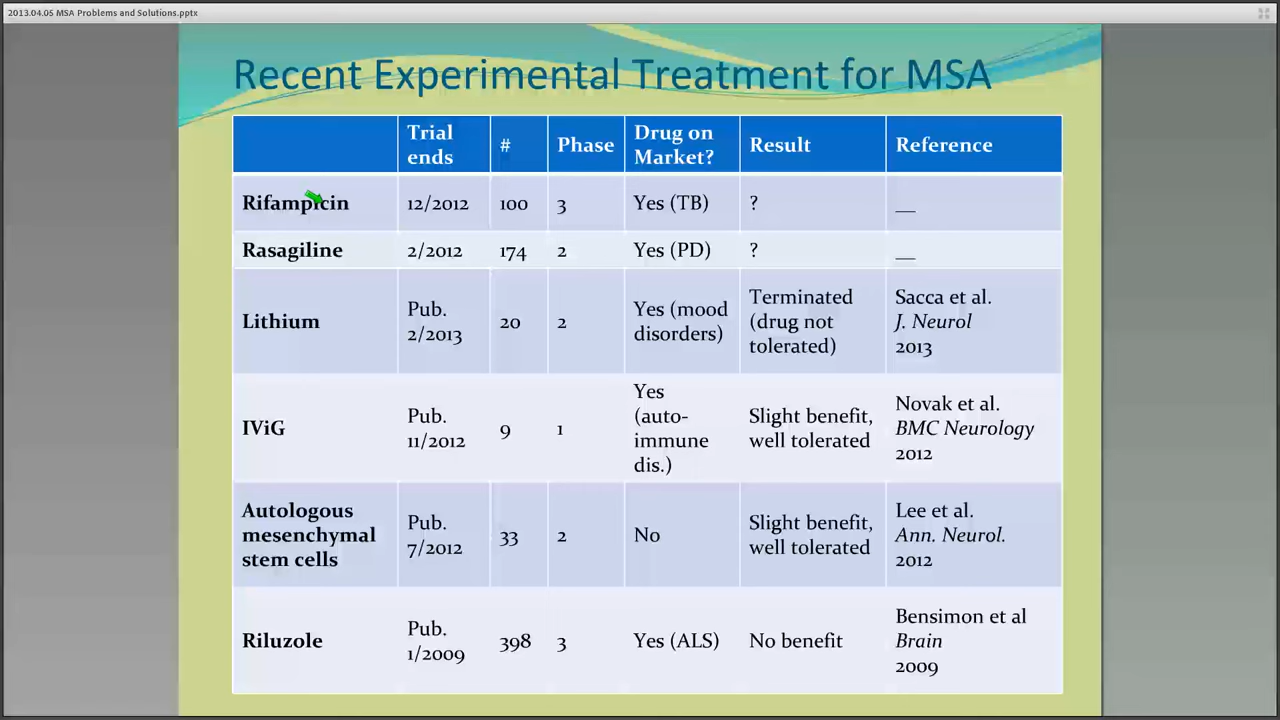 2013.04.05 MSA Problems and Solutions.pptx
Recent Experimental Treatment for MSA
Trial ends # Phase Drug on Market? Result Reference
Rifampicin 12/2012 100 3 Yes (TB) ? __
Rasagiline 2/2012 174 2 Yes (PD) ? __
Lithium Pub. 2/2013 20 2 Yes (mood disorders) Terminated (drug not tolerated) Sacca et al. J. Neurol 2013
IViG Pub. 11/2012 9 1 Yes (auto-immune dis.) Slight benefit, well tolerated Novak et al. BMC Neurology 2012
Autologous mesenchymal stem cells Pub. 7/2012 33 2 No Slight benefit, well tolerated Lee et al. Ann. Neurol. 2012
Riluzole Pub. 1/2009 398 3 Yes (ALS) No benefit Bensimon et al Brain 2009